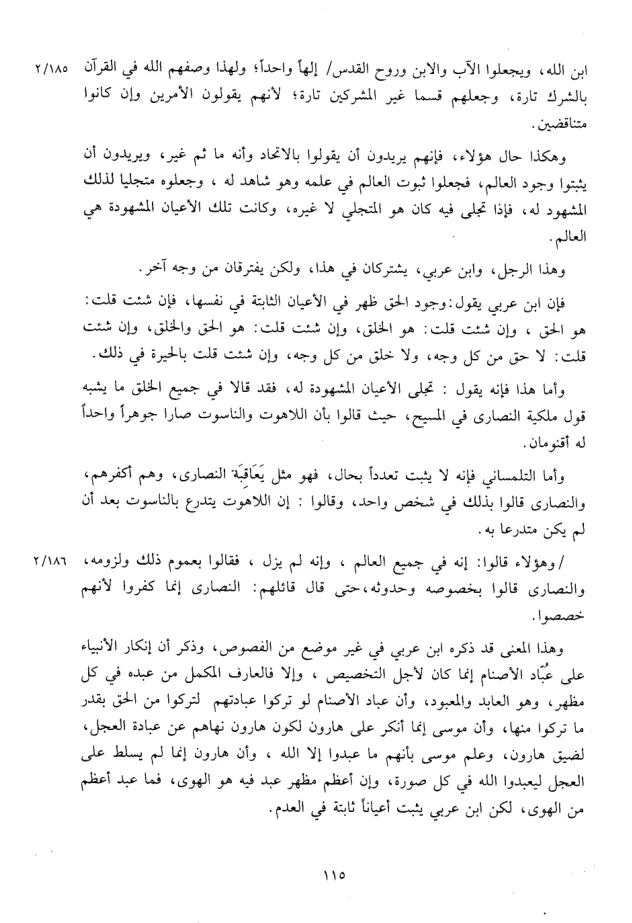 ابن الله، ويجعلوا الآب والابن وروح القدس/ إلهاً واحداً؛ ولهذا وصفهم الله في القرآن ٢/١٨٥
بالشرك تارة، وجعلهم قسما غير المشركين تارة؛ لأنهم يقولون الأمرين وإن كانوا
متناقضين.
وهكذا حال هؤلاء، فإنهم يريدون أن يقولوا بالاتحاد وأنه ما ثم غير، ويريدون أن
يثبتوا وجود العالم، فجعلوا ثبوت العالم في علمه وهو شاهد له ، وجعلوه متجليا لذلك
المشهود له، فإذا تجلى فيه كان هو المتجلي لا غيره، وكانت تلك الأعيان المشهودة هي
العالم.
وهذا الرجل، وابن عربي، يشتركان في هذا، ولكن يفترقان من وجه آخر.
فإن ابن عربي يقول: وجود الحق ظهر في الأعيان الثابتة في نفسها، فإن شئت قلت:
هو الحق ، وإن شئت قلت: هو الخلق، وإن شئت قلت: هو الحق والخلق، وإن شئت
قلت: لا حق من كل وجه، ولا خلق من كل وجه، وإن شئت قلت بالحيرة في ذلك.
وأما هذا فإنه يقول : تجلى الأعيان المشهودة له، فقد قالا في جميع الخلق ما يشبه
قول ملكية النصارى في المسيح، حيث قالوا بأن اللاهوت والناسوت صارا جوهراً واحداً
له أقنومان.
وأما التلمساني فإنه لا يثبت تعدداً بحال، فهو مثل يَعَاقِبَة النصارى، وهم أكفرهم،
والنصارى قالوا بذلك في شخص واحد، وقالوا : إن اللاهوت يتدرع بالناسوت بعد أن
لم يكن متدرعا به.
/وهؤلاء قالوا: إنه في جميع العالم ، وإنه لم يزل ، فقالوا بعموم ذلك ولزومه، ٢/١٨٦
والنصارى قالوا بخصوصه وحدوثه،حتى قال قائلهم: النصارى إنما كفروا لأنهم
خصصوا.
وهذا المعنى قد ذكره ابن عربي في غير موضع من الفصوص، وذكر أن إنكار الأنبياء
على عُبَّاد الأصنام إنما كان لأجل التخصيص ، وإلا فالعارف المكمل من عبده في كل
مظهر، وهو العابد والمعبود، وأن عباد الأصنام لو تركوا عبادتهم لتركوا من الحق بقدر
ما تركوا منها، وأن موسى إنما أنكر على هارون لكون هارون نهاهم عن عبادة العجل،
لضيق هارون، وعلم موسى بأنهم ما عبدوا إلا الله ، وأن هارون إنما لم يسلط على
العجل ليعبدوا الله في كل صورة، وإن أعظم مظهر عبد فيه هو الهوى، فما عبد أعظم
من الهوى، لكن ابن عربي يثبت أعياناً ثابتة في العدم.
١١٥